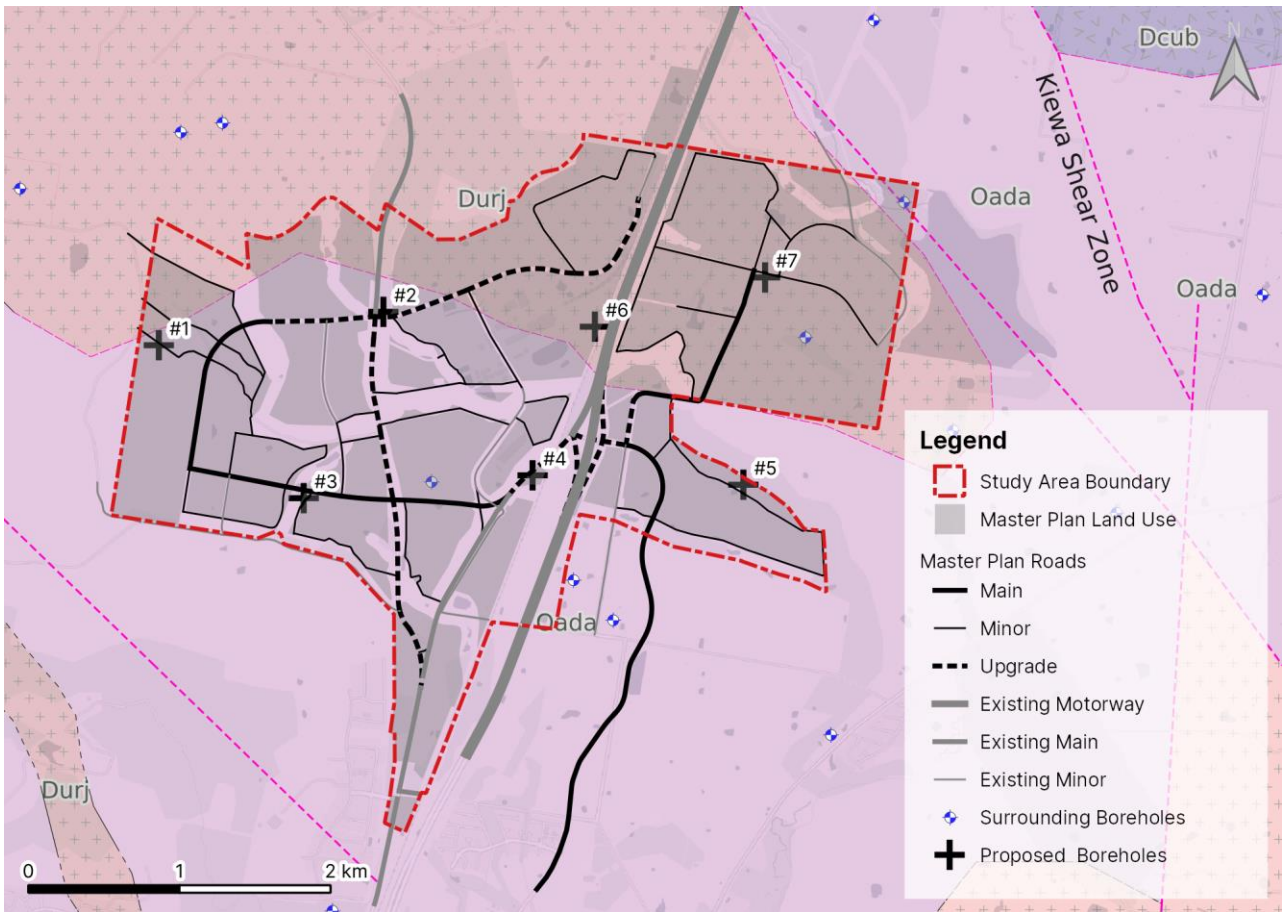 Dcub
N
Kiewa Shear Zone
Durj
Oada
Oada
#7
#2
#6
#1
#4
#5
#3
Oada
Durj
0 1 2 km
Legend
Study Area Boundary
Master Plan Land Use
Master Plan Roads
Main
Minor
Upgrade
Existing Motorway
Existing Main
Existing Minor
Surrounding Boreholes
Proposed Boreholes